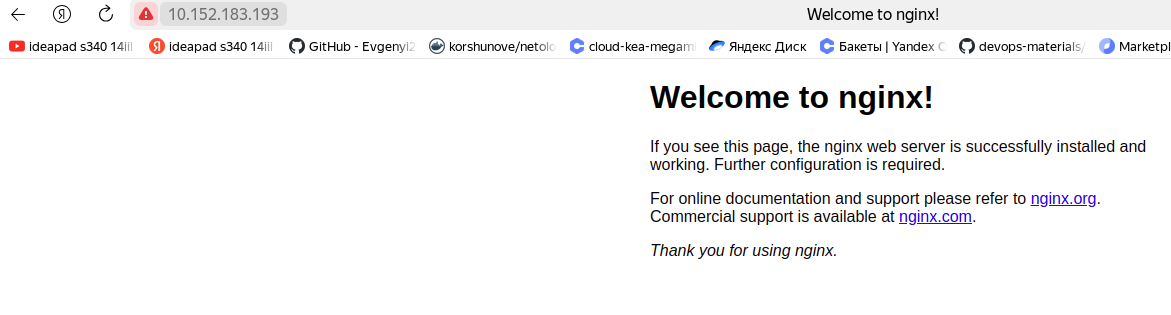 Я 10.152.183.193 Welcome to nginx!
ideapad s340 14iil ideapad s340 14iil GitHub - Evgenyi2 korshunove/netolo cloud-kea-megam Яндекс Диск Бакеты | Yandex C devops-materials/ Marketpl
Welcome to nginx!
If you see this page, the nginx web server is successfully installed and
working. Further configuration is required.
For online documentation and support please refer to nginx.org.
Commercial support is available at nginx.com.
Thank you for using nginx.